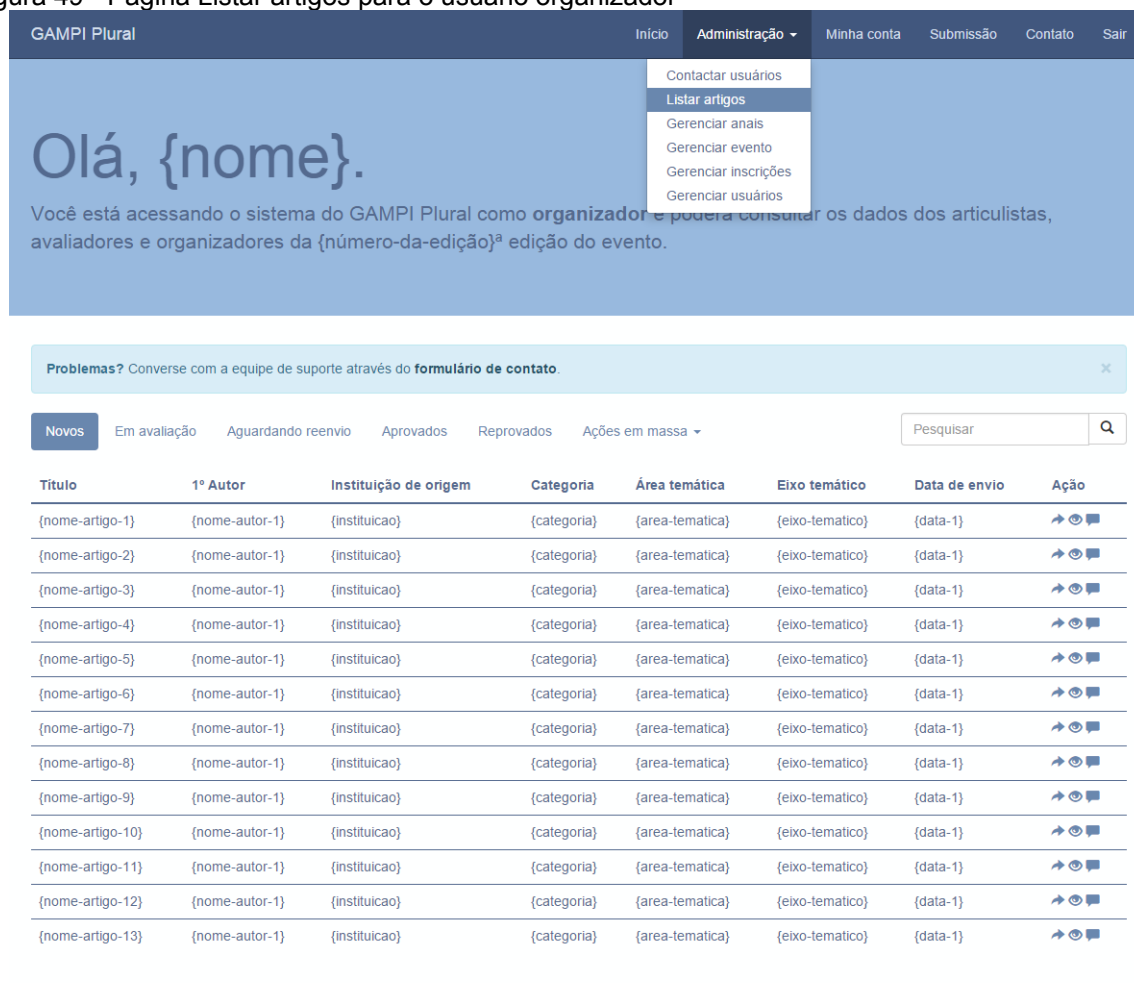 Figura 49 - Página Listar artigos para o usuário organizador
GAMPI Plural Início Administração Minha conta Submissão Contato Sair
Contactar usuários
Listar artigos
Gerenciar anais
Gerenciar evento
Gerenciar inscrições
Gerenciar usuários
Olá, {nome}.
Você está acessando o sistema do GAMPI Plural como organizador e poderá consultar os dados dos articulistas,
avaliadores e organizadores da {número-da-edição}ª edição do evento.
Problemas? Converse com a equipe de suporte através do formulário de contato. ×
Novos Em avaliação Aguardando reenvio Aprovados Reprovados Ações em massa Pesquisar
Título 1º Autor Instituição de origem Categoria Área temática Eixo temático Data de envio Ação
{nome-artigo-1} {nome-autor-1} {instituicao} {categoria} {area-tematica} {eixo-tematico} {data-1}
{nome-artigo-2} {nome-autor-1} {instituicao} {categoria} {area-tematica} {eixo-tematico} {data-1}
{nome-artigo-3} {nome-autor-1} {instituicao} {categoria} {area-tematica} {eixo-tematico} {data-1}
{nome-artigo-4} {nome-autor-1} {instituicao} {categoria} {area-tematica} {eixo-tematico} {data-1}
{nome-artigo-5} {nome-autor-1} {instituicao} {categoria} {area-tematica} {eixo-tematico} {data-1}
{nome-artigo-6} {nome-autor-1} {instituicao} {categoria} {area-tematica} {eixo-tematico} {data-1}
{nome-artigo-7} {nome-autor-1} {instituicao} {categoria} {area-tematica} {eixo-tematico} {data-1}
{nome-artigo-8} {nome-autor-1} {instituicao} {categoria} {area-tematica} {eixo-tematico} {data-1}
{nome-artigo-9} {nome-autor-1} {instituicao} {categoria} {area-tematica} {eixo-tematico} {data-1}
{nome-artigo-10} {nome-autor-1} {instituicao} {categoria} {area-tematica} {eixo-tematico} {data-1}
{nome-artigo-11} {nome-autor-1} {instituicao} {categoria} {area-tematica} {eixo-tematico} {data-1}
{nome-artigo-12} {nome-autor-1} {instituicao} {categoria} {area-tematica} {eixo-tematico} {data-1}
{nome-artigo-13} {nome-autor-1} {instituicao} {categoria} {area-tematica} {eixo-tematico} {data-1}